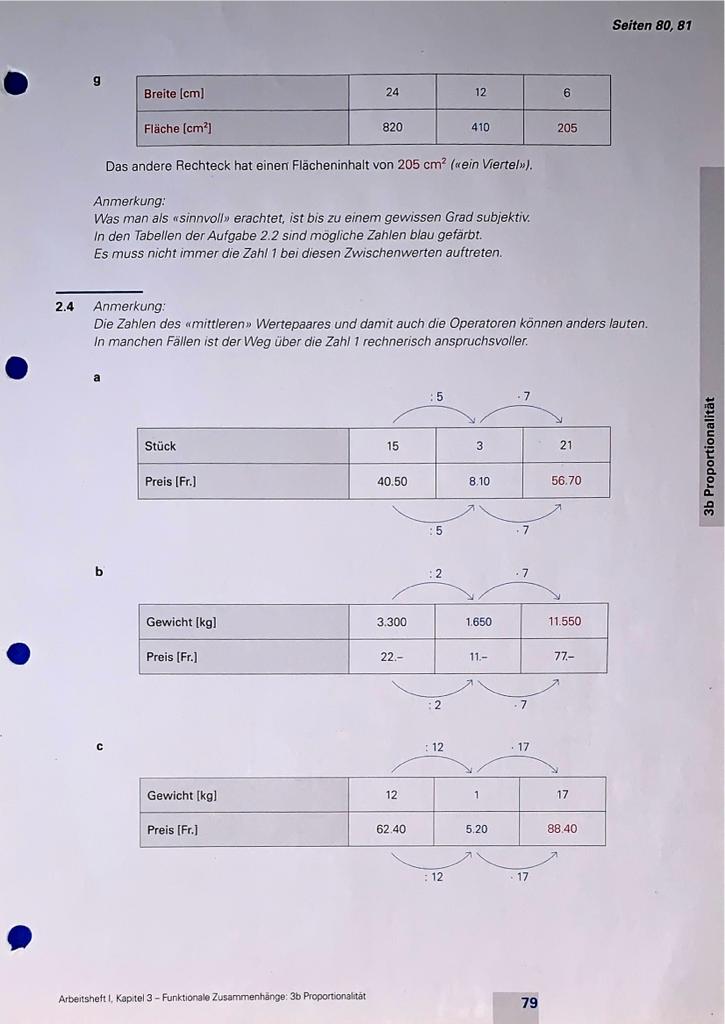 Seiten 80, 81
g
Breite [cm] 24 12 6
Fläche [cm²] 820 410 205
Das andere Rechteck hat einen Flächeninhalt von 205 cm² («ein Viertel»).
Anmerkung:
Was man als «sinnvoll» erachtet, ist bis zu einem gewissen Grad subjektiv.
In den Tabellen der Aufgabe 2.2 sind mögliche Zahlen blau gefärbt.
Es muss nicht immer die Zahl 1 bei diesen Zwischenwerten auftreten.
2.4 Anmerkung:
Die Zahlen des «mittleren» Wertepaares und damit auch die Operatoren können anders lauten.
In manchen Fällen ist der Weg über die Zahl 1 rechnerisch anspruchsvoller.
a
: 5 · 7
Stück 15 3 21
Preis [Fr.] 40.50 8.10 56.70
: 5 · 7
b
: 2 · 7
Gewicht [kg] 3.300 1.650 11.550
Preis [Fr.] 22.– 11.– 77.–
: 2 · 7
c
: 12 · 17
Gewicht [kg] 12 1 17
Preis [Fr.] 62.40 5.20 88.40
: 12 · 17
3b Proportionalität
Arbeitsheft I, Kapitel 3 – Funktionale Zusammenhänge: 3b Proportionalität
79